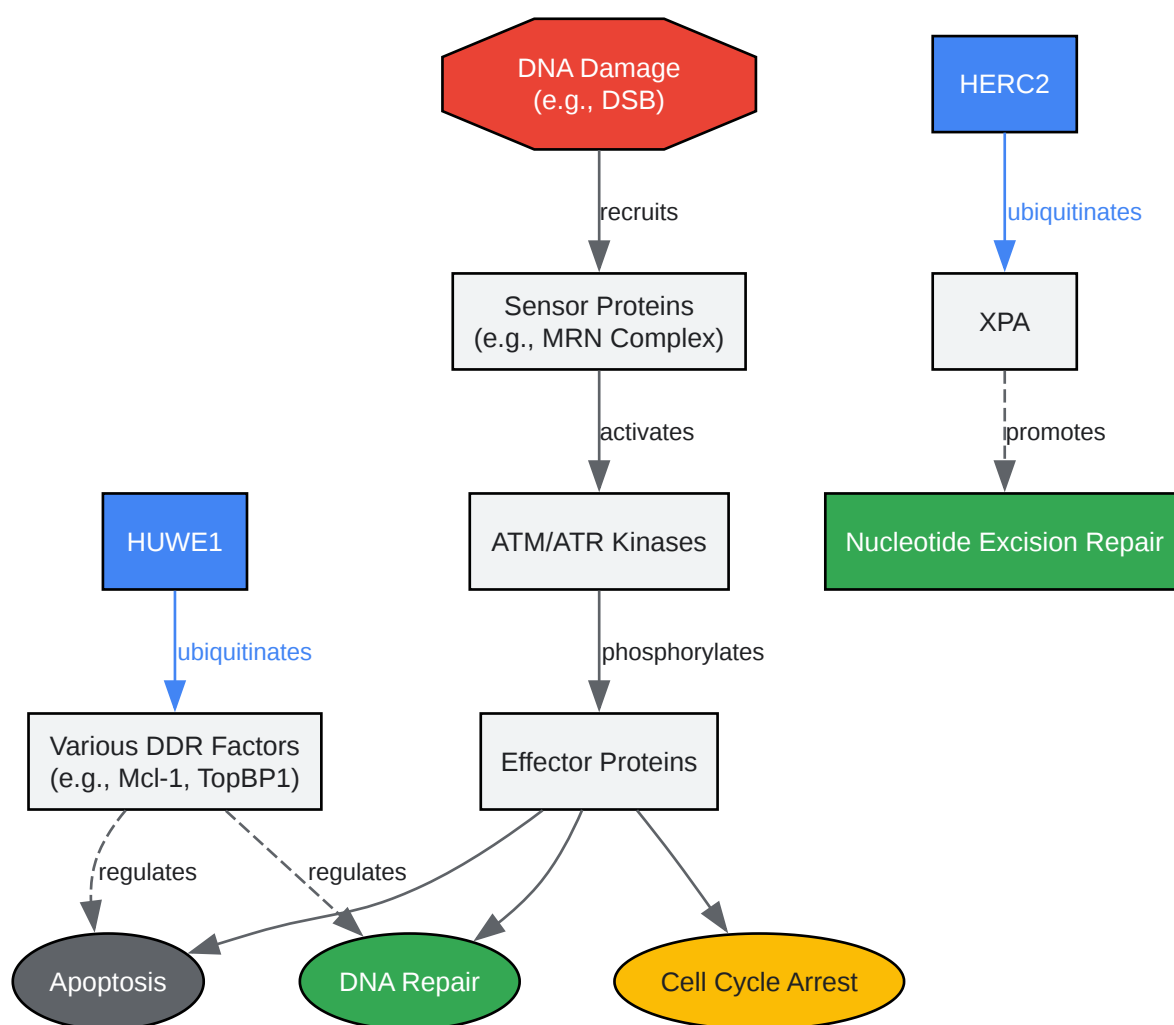 DNA Damage
(e.g., DSB)
HERC2
recruits
ubiquitinates
Sensor Proteins
(e.g., MRN Complex)
XPA
activates
promotes
HUWE1
ATM/ATR Kinases
Nucleotide Excision Repair
ubiquitinates
phosphorylates
Various DDR Factors
(e.g., Mcl-1, TopBP1)
Effector Proteins
regulates
regulates
Apoptosis
DNA Repair
Cell Cycle Arrest